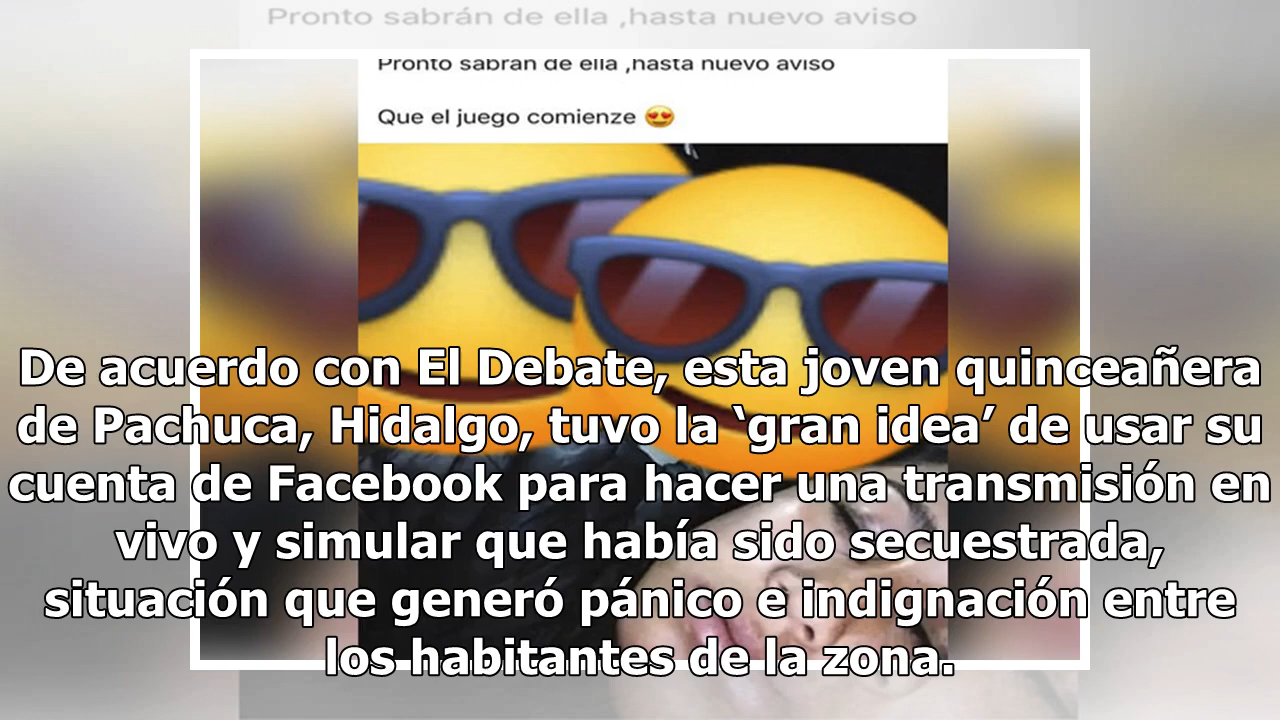 Pronto sabrán de ella ,hasta nuevo aviso
Pronto sabrán de ella ,hasta nuevo aviso
Que el juego comienze 😍
De acuerdo con El Debate, esta joven quinceañera
de Pachuca, Hidalgo, tuvo la ‘gran idea’ de usar su
cuenta de Facebook para hacer una transmisión en
vivo y simular que había sido secuestrada,
situación que generó pánico e indignación entre
los habitantes de la zona.